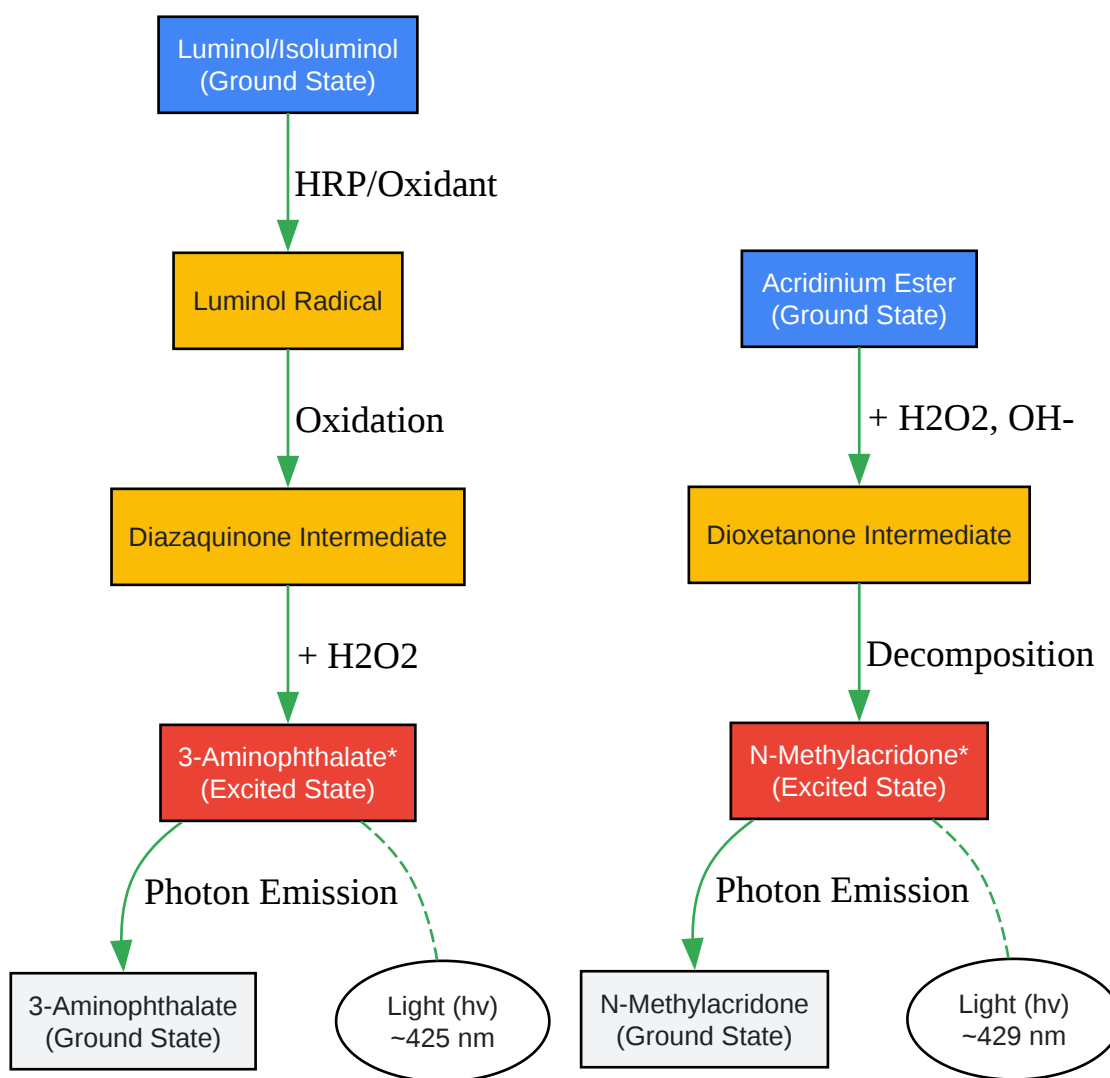 Luminol/Isoluminol
(Ground State)
HRP/Oxidant
Luminol Radical
Oxidation
Diazaquinone Intermediate
+ H2O2
3-Aminophthalate*
(Excited State)
Photon Emission
3-Aminophthalate
(Ground State)
Light (hv)
~425 nm
Acridinium Ester
(Ground State)
+ H2O2, OH-
Dioxetanone Intermediate
Decomposition
N-Methylacridone*
(Excited State)
Photon Emission
N-Methylacridone
(Ground State)
Light (hv)
~429 nm